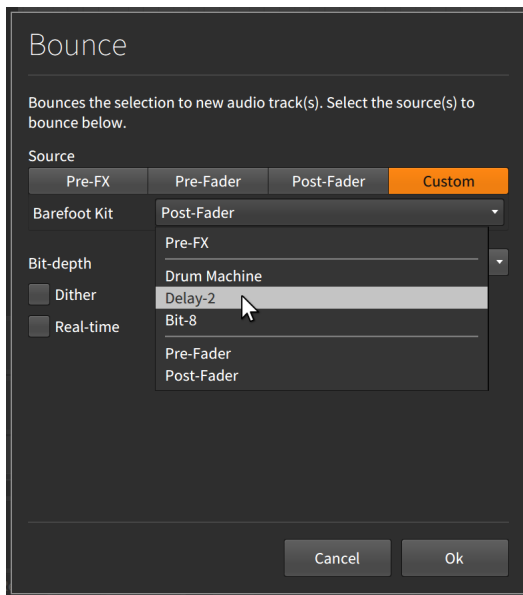 Bounce
Bounces the selection to new audio track(s). Select the source(s) to
bounce below.
Source
Pre-FX Pre-Fader Post-Fader Custom
Barefoot Kit Post-Fader
Pre-FX
Bit-depth
Drum Machine
Dither
Delay-2
Bit-8
Real-time
Pre-Fader
Post-Fader
Cancel Ok